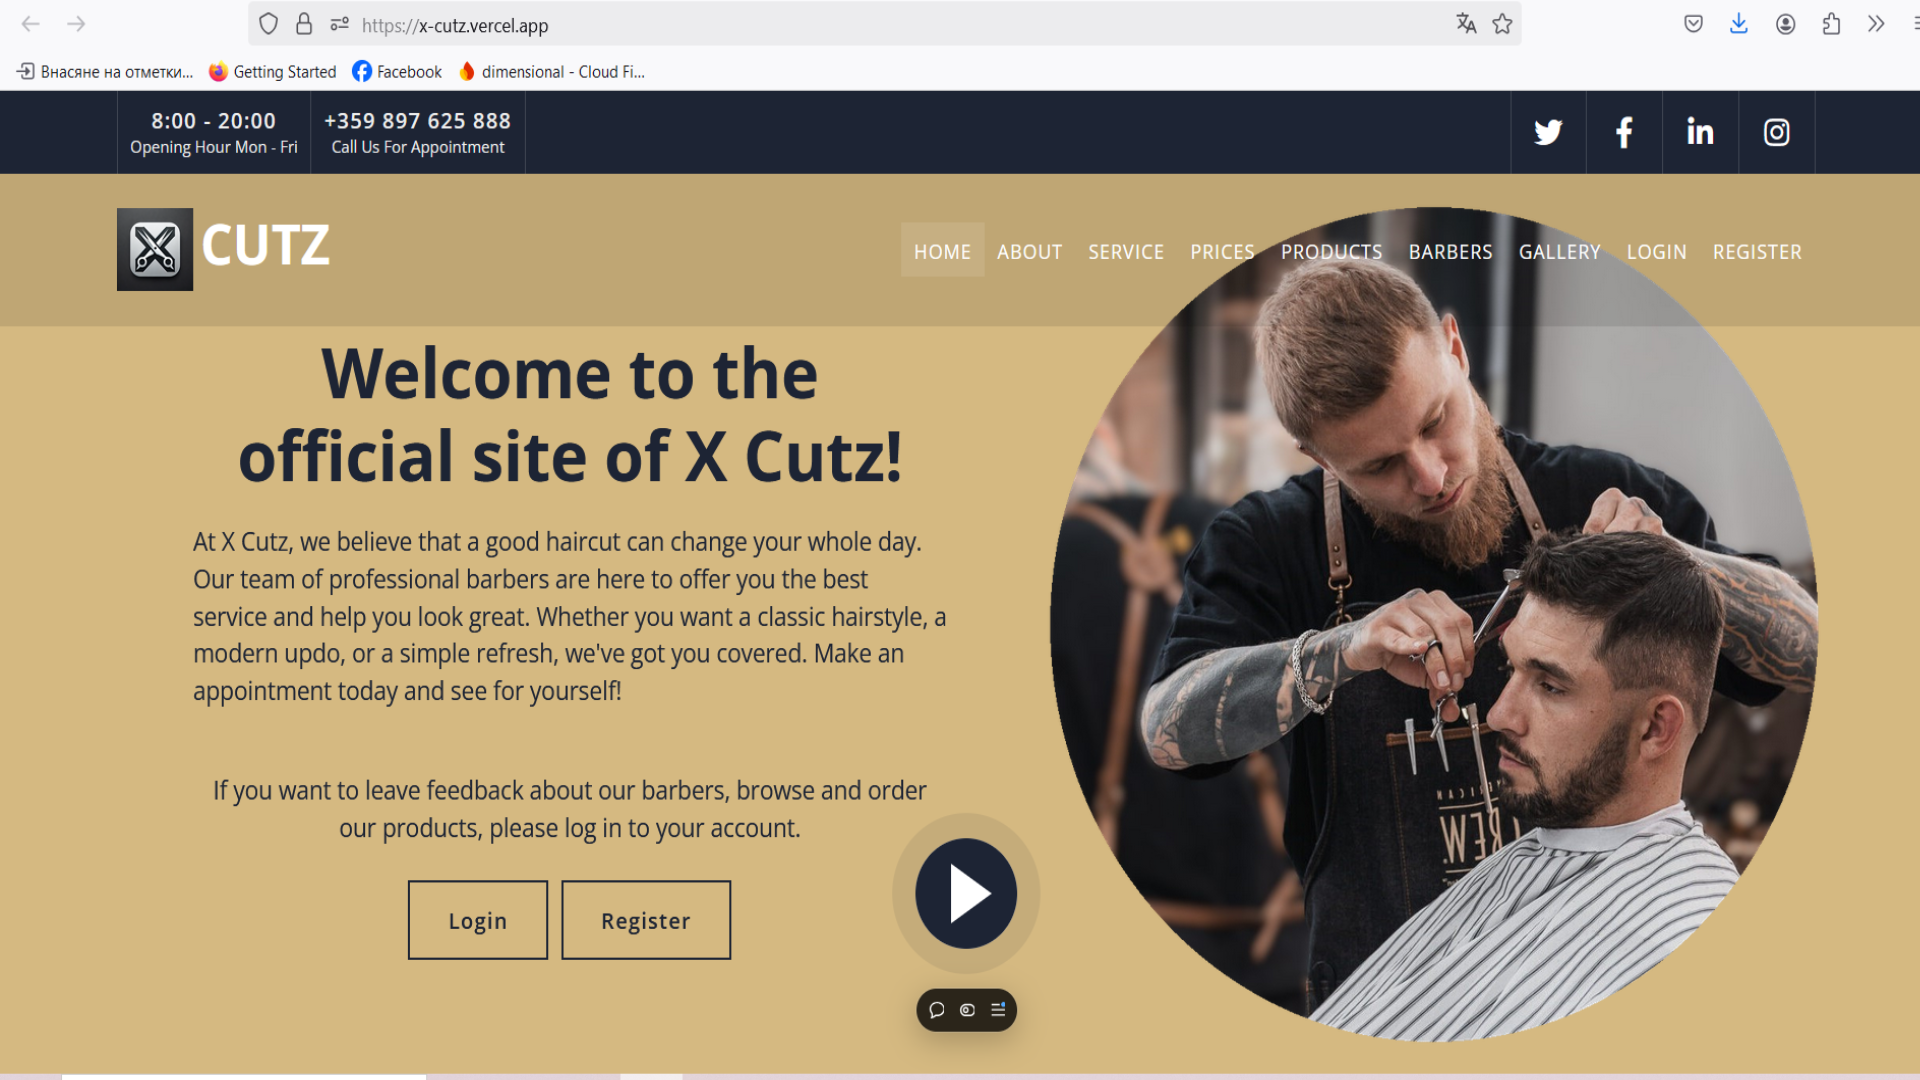 https://x-cutz.vercel.app
Внасяне на отметки...
Getting Started
Facebook
dimensional - Cloud Fi...
8:00 - 20:00
Opening Hour Mon - Fri
+359 897 625 888
Call Us For Appointment
CUTZ
HOME ABOUT SERVICE PRICES PRODUCTS BARBERS GALLERY LOGIN REGISTER
Welcome to the
official site of X Cutz!
At X Cutz, we believe that a good haircut can change your whole day.
Our team of professional barbers are here to offer you the best
service and help you look great. Whether you want a classic hairstyle, a
modern updo, or a simple refresh, we've got you covered. Make an
appointment today and see for yourself!
If you want to leave feedback about our barbers, browse and order
our products, please log in to your account.
Login
Register